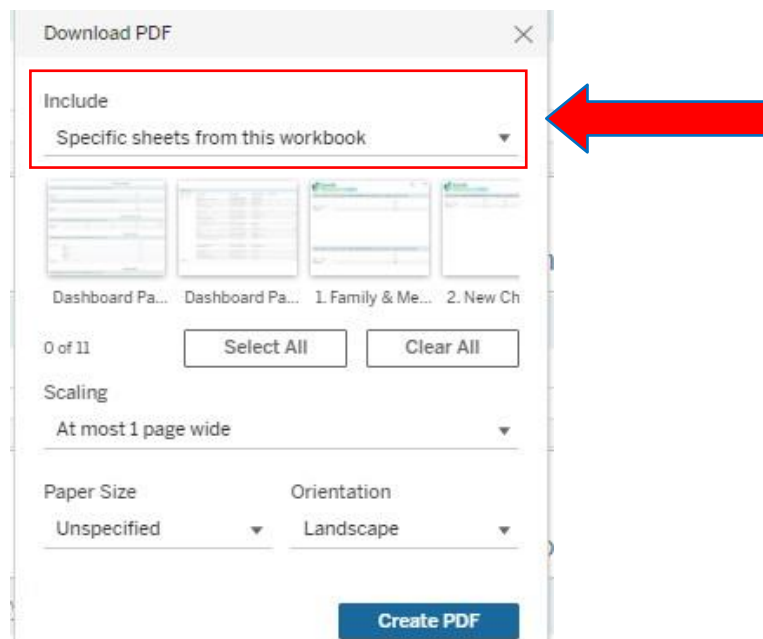 Download PDF
Include
Specific sheets from this workbook
Dashboard Pa... Dashboard Pa... 1. Family & Me... 2. New Ch
0 of 11 Select All Clear All
Scaling
At most 1 page wide
Paper Size Orientation
Unspecified Landscape
Create PDF